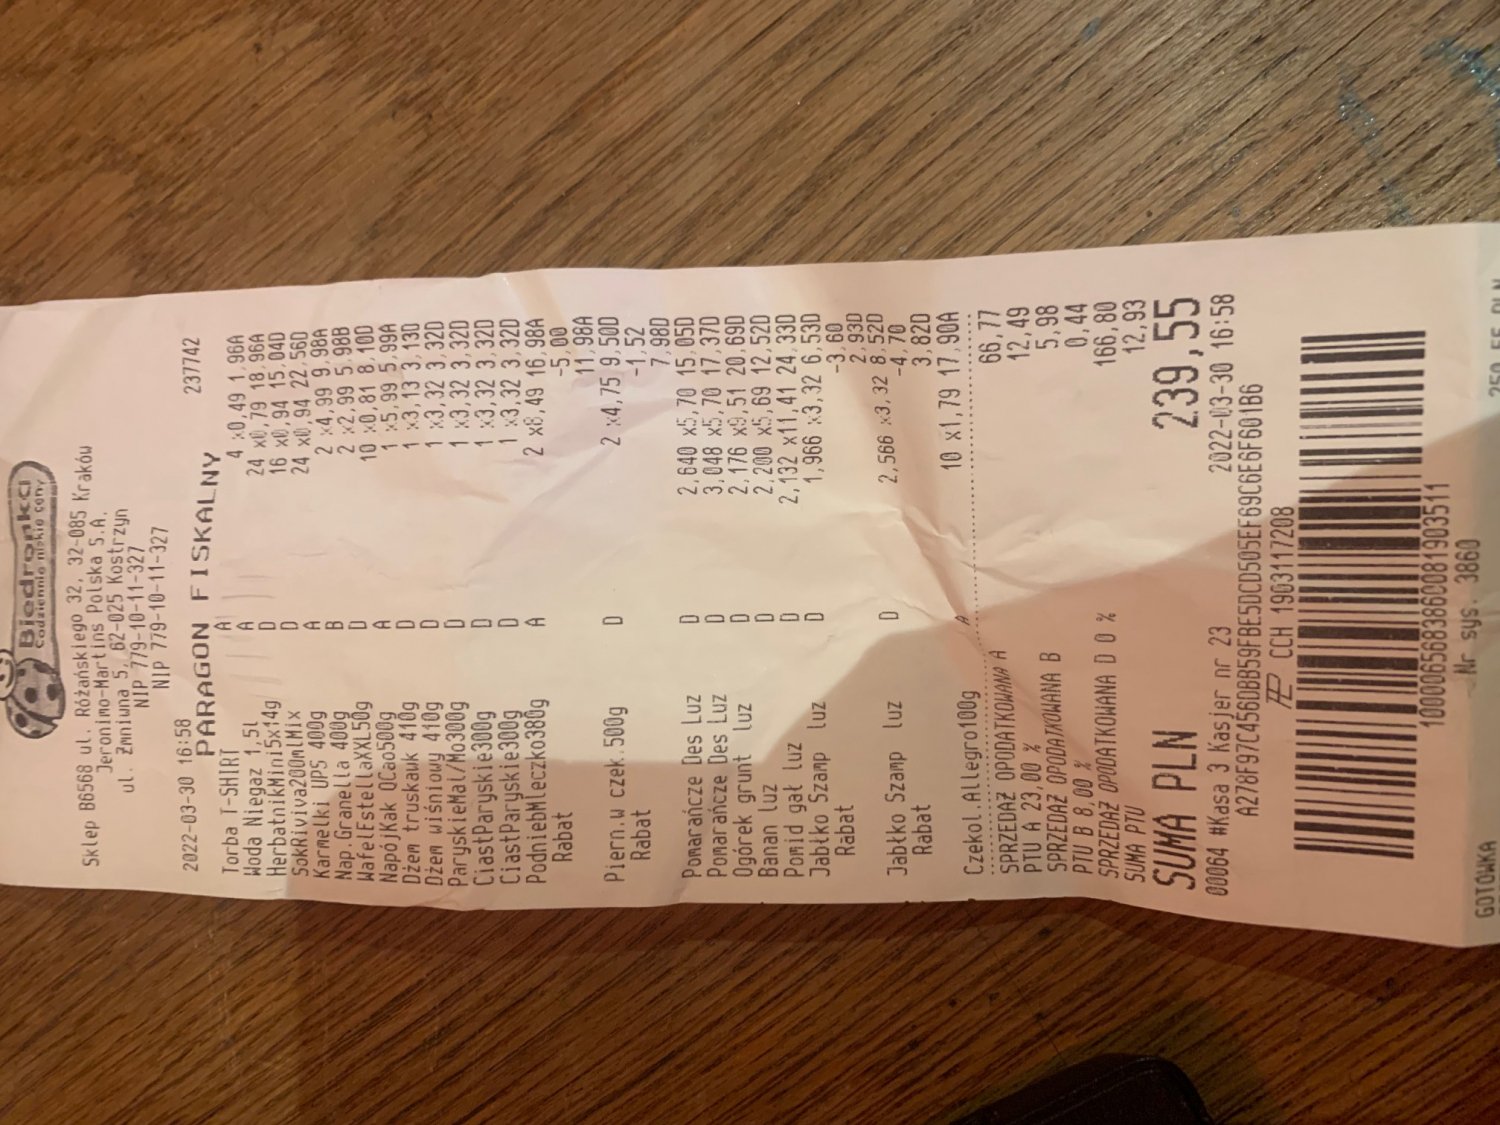 Biedronka
Codziennie niskie ceny
Sklep B6568 ul. Różańskiego 32, 32-085 Kraków
Jeronimo-Martins Polska S.A.
ul. Żmniuna 5, 62-025 Kostrzyn
NIP 779-10-11-327
NIP 779-10-11-327
2022-03-30 16:58 237742
PARAGON FISKALNY
Torba T-SHIRT A 4 x0,49 1,96A
Woda Niegaz 1,5l A 24 x0,79 18,96A
HerbatnikMini5x14g D 16 x0,94 15,04D
SokRiviva200mlMix D 24 x0,94 22,56D
Karmelki UPS 400g A 2 x4,99 9,98A
Nap.Granella 400g B 2 x2,99 5,98B
WafelEstellaXXL50g D 10 x0,81 8,10D
NapójKak OCao500g A 1 x5,99 5,99A
Dżem truskawk 410g D 1 x3,13 3,13D
Dżem wiśniowy 410g D 1 x3,32 3,32D
ParyskieMal/Mo300g D 1 x3,32 3,32D
CiastParyskie300g D 1 x3,32 3,32D
CiastParyskie300g D 1 x3,32 3,32D
PodniebMleczko380g A 2 x8,49 16,98A
Rabat -5,00
11,98A
Piern.w czek.500g D 2 x4,75 9,50D
Rabat -1,52
7,98D
Pomarańcze Des Luz D 2,640 x5,70 15,05D
Pomarańcze Des Luz D 3,048 x5,70 17,37D
Ogórek grunt luz D 2,176 x9,51 20,69D
Banan luz D 2,200 x5,69 12,52D
Pomid gał luz D 2,132 x11,41 24,33D
Jabłko Szamp luz D 1,966 x3,32 6,53D
Rabat -3,60
2,93D
Jabłko Szamp luz D 2,566 x3,32 8,52D
Rabat -4,70
3,82D
Czekol.Allegro100g A 10 x1,79 17,90A
SPRZEDAŻ OPODATKOWANA A 66,77
PTU A 23,00 % 12,49
SPRZEDAŻ OPODATKOWANA B 5,98
PTU B 8,00 % 0,44
SPRZEDAŻ OPODATKOWANA D 0 % 166,80
SUMA PTU 12,93
SUMA PLN 239,55
00064 #Kasa 3 Kasjer nr 23 2022-03-30 16:58
A278F97C456DBB59FBE5DCD505EF69C6E6F601B6
CCH 1903117208
1000065683860081903511
Nr sys. 3860
GOTÓWKA